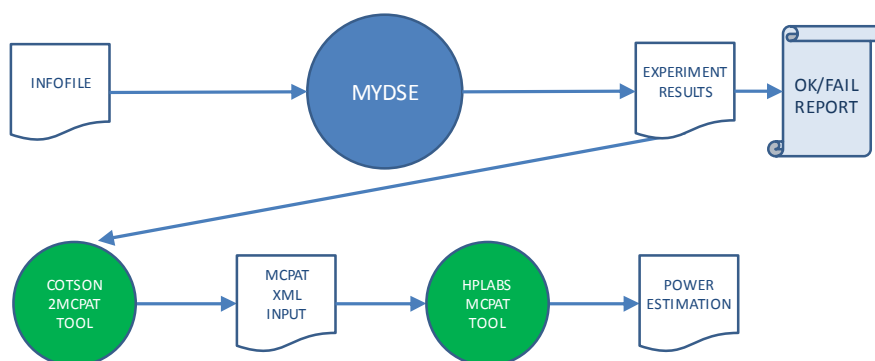 INFOFILE
MYDSE
EXPERIMENT
RESULTS
OK/FAIL
REPORT
COTSON
2MCPAT
TOOL
MCPAT
XML
INPUT
HPLABS
MCPAT
TOOL
POWER
ESTIMATION